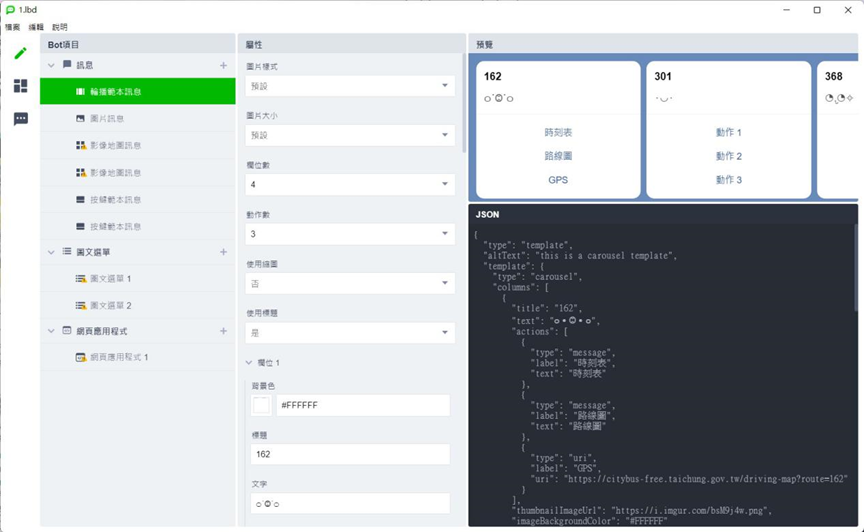 1.lbd
檔案 編輯 說明
Bot項目
訊息
輪播範本訊息
圖片訊息
影像地圖訊息
影像地圖訊息
按鍵範本訊息
按鍵範本訊息
圖文選單
圖文選單 1
圖文選單 2
網頁應用程式
網頁應用程式 1
屬性
圖片樣式
預設
圖片大小
預設
欄位數
4
動作數
3
使用縮圖
否
使用標題
是
欄位 1
背景色
#FFFFFF
標題
162
文字
預覽
162
時刻表
路線圖
GPS
301
動作 1
動作 2
動作 3
368
JSON
{
"type": "template",
"altText": "this is a carousel template",
"template": {
"type": "carousel",
"columns": [
{
"title": "162",
"text":
"actions": [
{
"type": "message",
"label": "時刻表",
"text": "時刻表"
},
{
"type": "message",
"label": "路線圖",
"text": "路線圖"
},
{
"type": "uri",
"label": "GPS",
"uri": "https://citybus-free.taichung.gov.tw/driving-map?route=162"
}
],
"thumbnailImageUrl": "https://i.imgur.com/bsM9j4w.png",
"imageBackgroundColor": "#FFFFFF"